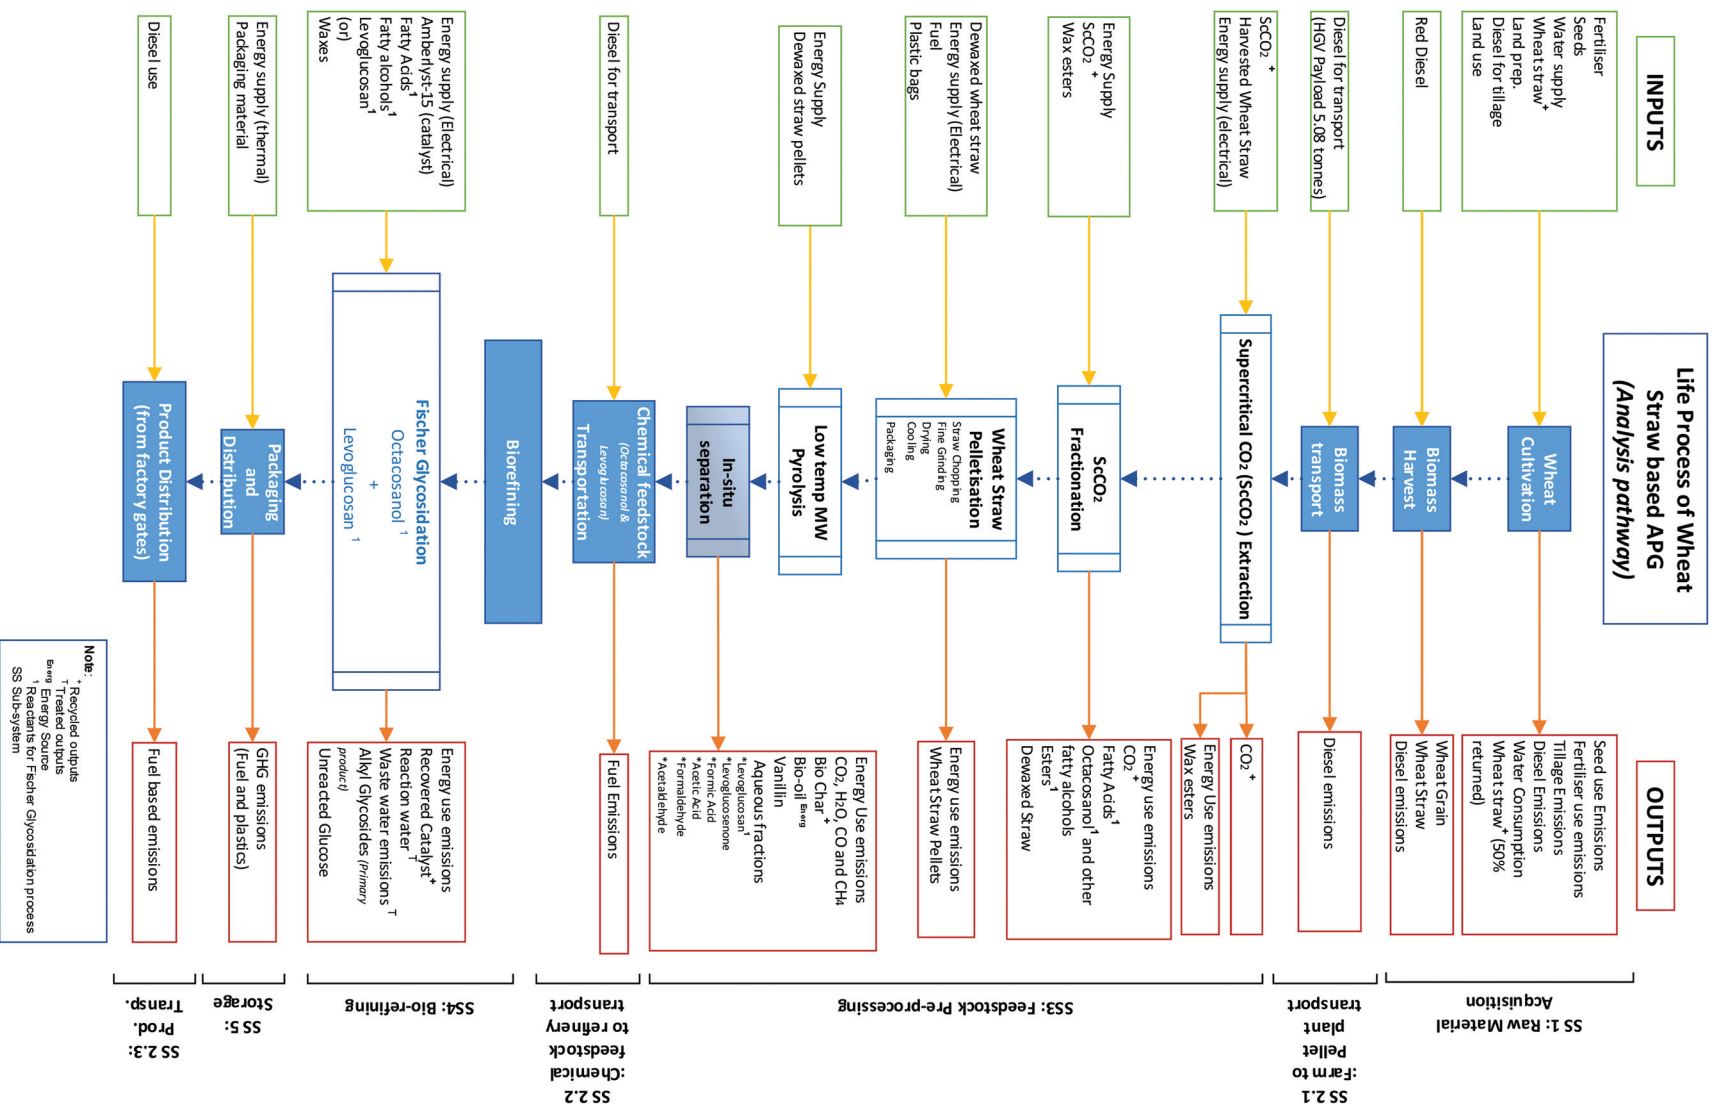 Life Process of Wheat
Straw based APG
(Analysis pathway)
INPUTS
OUTPUTS
Fertiliser
Seeds
Water supply
Wheat straw⁺
Land prep.
Diesel for tillage
Land use
Wheat
Cultivation
Seed use Emissions
Fertiliser use emissions
Tillage Emissions
Diesel Emissions
Water Consumption
Wheat straw⁺ (50%
returned)
Red Diesel
Biomass
Harvest
Wheat Grain
Wheat Straw
Diesel emissions
SS 1: Raw Material
Acquisition
Diesel for transport
(HGV Payload 5.08 tonnes)
Biomass
transport
Diesel emissions
SS 2.1
:Farm to
Pellet
plant
transport
ScCO₂ ⁺
Harvested Wheat Straw
Energy supply (electrical)
Supercritical CO₂ (ScCO₂ ) Extraction
CO₂ ⁺
Energy Use emissions
Wax esters
Energy Supply
ScCO₂ ⁺
Wax esters
ScCO₂
Fractionation
Energy use emissions
CO₂ ⁺
Fatty Acids¹
Octacosanol¹ and other
fatty alcohols
Esters¹
Dewaxed Straw
Dewaxed wheat straw
Energy supply (Electrical)
Fuel
Plastic bags
Wheat Straw
Pelletisation
Straw Chopping
Fine Grinding
Drying
Cooling
Packaging
Energy use emissions
Wheat Straw Pellets
Energy Supply
Dewaxed straw pellets
Low temp MW
Pyrolysis
In-situ
separation
Energy Use emissions
CO₂, H₂O, CO and CH₄
Bio Char⁺
Bio-oil Energ
Vanillin
Aqueous fractions
*Levoglucosan¹
*Levoglucosenone
*Formic Acid
*Acetic Acid
*Formaldehyde
*Acetaldehyde
SS3: Feedstock Pre-processing
Diesel for transport
Chemical feedstock
(Octacosanol &
Levoglucosan)
Transportation
Fuel Emissions
SS 2.2
:Chemical
feedstock
to refinery
transport
Biorefining
Energy supply (Electrical)
Amberlyst-15 (catalyst)
Fatty Acids¹
Fatty alcohols¹
Levoglucosan¹
(or)
Waxes
Fischer Glycosidation
Octacosanol ¹
+
Levoglucosan ¹
Energy use emissions
Recovered Catalyst⁺
Reaction water ᵀ
Waste water emissions ᵀ
Alkyl Glycosides (Primary
product)
Unreacted Glucose
SS4: Bio-refining
Energy supply (thermal)
Packaging material
Packaging
and
Distribution
GHG emissions
(Fuel and plastics)
SS 5:
Storage
Diesel use
Product Distribution
(from factory gates)
Fuel based emissions
SS 2.3:
Prod.
Transp.
Note:
⁺ Recycled outputs
ᵀ Treated outputs
Energ Energy Source
¹ Reactants for Fischer Glycosidation process
SS Sub-system